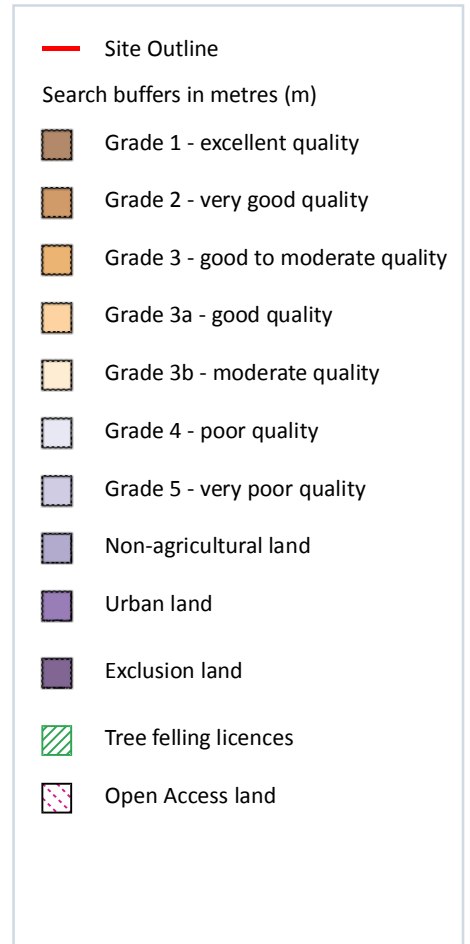 Site Outline
Search buffers in metres (m)
Grade 1 - excellent quality
Grade 2 - very good quality
Grade 3 - good to moderate quality
Grade 3a - good quality
Grade 3b - moderate quality
Grade 4 - poor quality
Grade 5 - very poor quality
Non-agricultural land
Urban land
Exclusion land
Tree felling licences
Open Access land